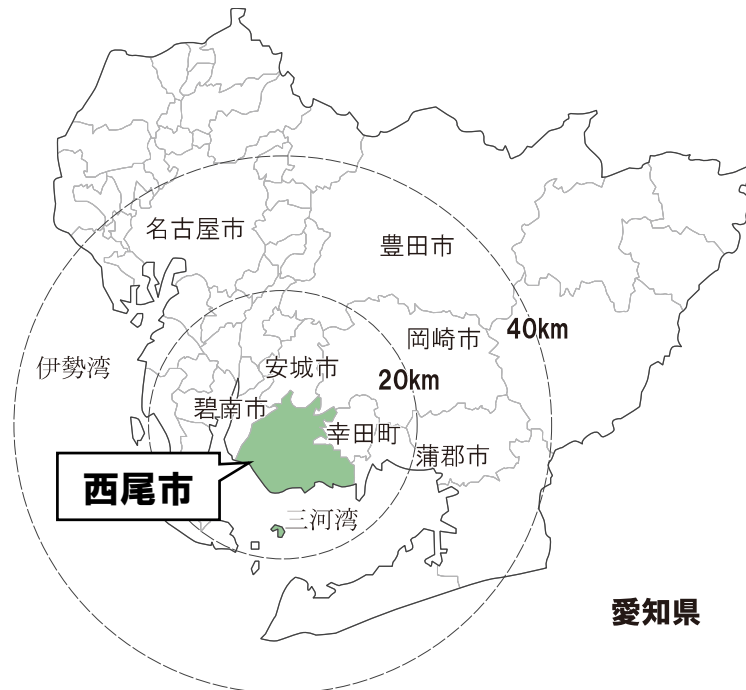 名古屋市
豊田市
40km
岡崎市
伊勢湾
安城市
20km
碧南市
幸田町
蒲郡市
西尾市
三河湾
愛知県